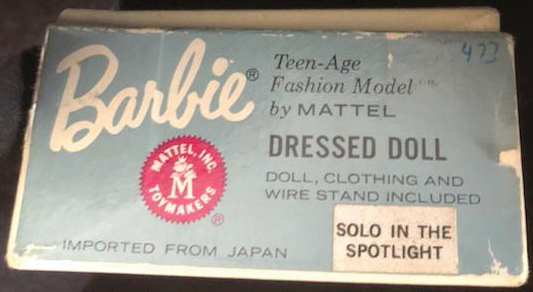 Barbie®
Teen-Age
Fashion Model™
by MATTEL
473
DRESSED DOLL
DOLL, CLOTHING AND
WIRE STAND INCLUDED
MATTEL, INC.
M
TOYMAKERS
®
SOLO IN THE
SPOTLIGHT
IMPORTED FROM JAPAN